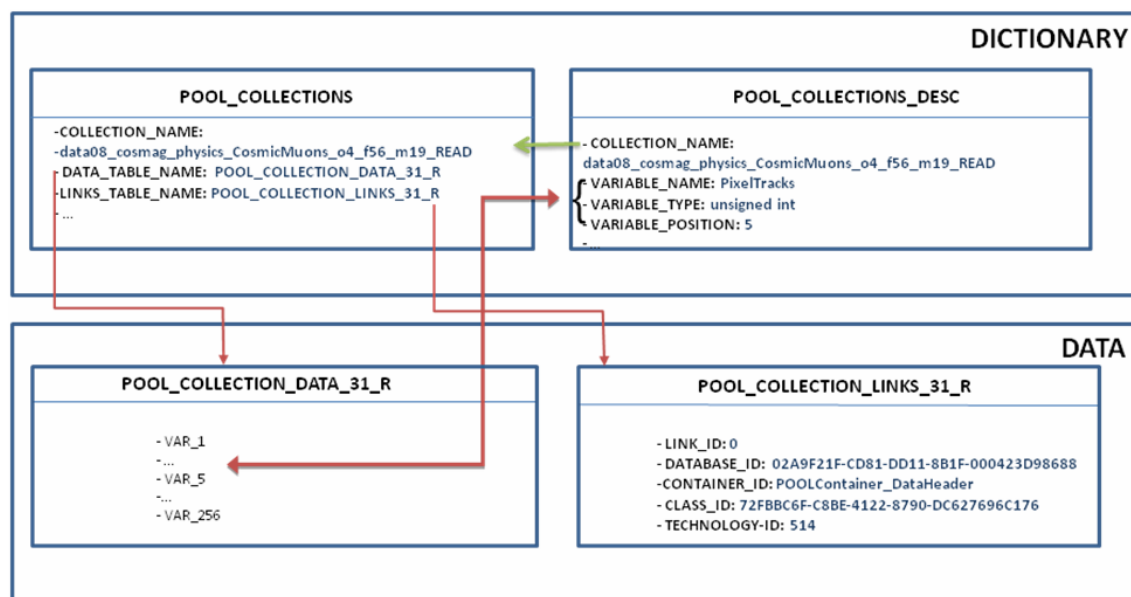 DICTIONARY
POOL_COLLECTIONS
-COLLECTION_NAME:
-data08_cosmag_physics_CosmicMuons_o4_f56_m19_READ
- DATA_TABLE_NAME: POOL_COLLECTION_DATA_31_R
-LINKS_TABLE_NAME: POOL_COLLECTION_LINKS_31_R
- ...
POOL_COLLECTIONS_DESC
- COLLECTION_NAME:
data08_cosmag_physics_CosmicMuons_o4_f56_m19_READ
- VARIABLE_NAME: PixelTracks
- VARIABLE_TYPE: unsigned int
- VARIABLE_POSITION: 5
-...
DATA
POOL_COLLECTION_DATA_31_R
- VAR_1
-...
- VAR_5
-...
- VAR_256
POOL_COLLECTION_LINKS_31_R
- LINK_ID: 0
- DATABASE_ID: 02A9F21F-CD81-DD11-8B1F-000423D98688
-CONTAINER_ID: POOLContainer_DataHeader
- CLASS_ID: 72FBBC6F-C8BE-4122-8790-DC627696C176
- TECHNOLOGY-ID: 514